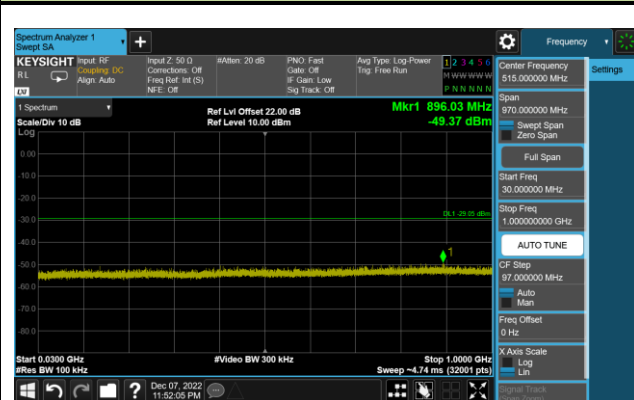 Spectrum Analyzer 1
Swept SA
+
Frequency
KEYSIGHT
RL
LXI
Input: RF
Coupling: DC
Align: Auto
Input Z: 50 Ω
Corrections: Off
Freq Ref: Int (S)
NFE: Off
#Atten: 20 dB
PNO: Fast
Gate: Off
IF Gain: Low
Sig Track: Off
Avg Type: Log-Power
Trig: Free Run
1 2 3 4 5 6
M W W W W W
P N N N N N
1 Spectrum
Scale/Div 10 dB
Log
Ref Lvl Offset 22.00 dB
Ref Level 10.00 dBm
Mkr1 896.03 MHz
-49.37 dBm
0.00
-10.0
-20.0
-30.0
-40.0
-50.0
-60.0
-70.0
-80.0
DL1 -29.05 dBm
1
Start 0.0300 GHz
#Res BW 100 kHz
#Video BW 300 kHz
Stop 1.0000 GHz
Sweep ~4.74 ms (32001 pts)
Dec 07, 2022
11:52:05 PM
Center Frequency
515.000000 MHz
Settings
Span
970.000000 MHz
Swept Span
Zero Span
Full Span
Start Freq
30.000000 MHz
Stop Freq
1.000000000 GHz
AUTO TUNE
CF Step
97.000000 MHz
Auto
Man
Freq Offset
0 Hz
X Axis Scale
Log
Lin
Signal Track
(Span Zoom)